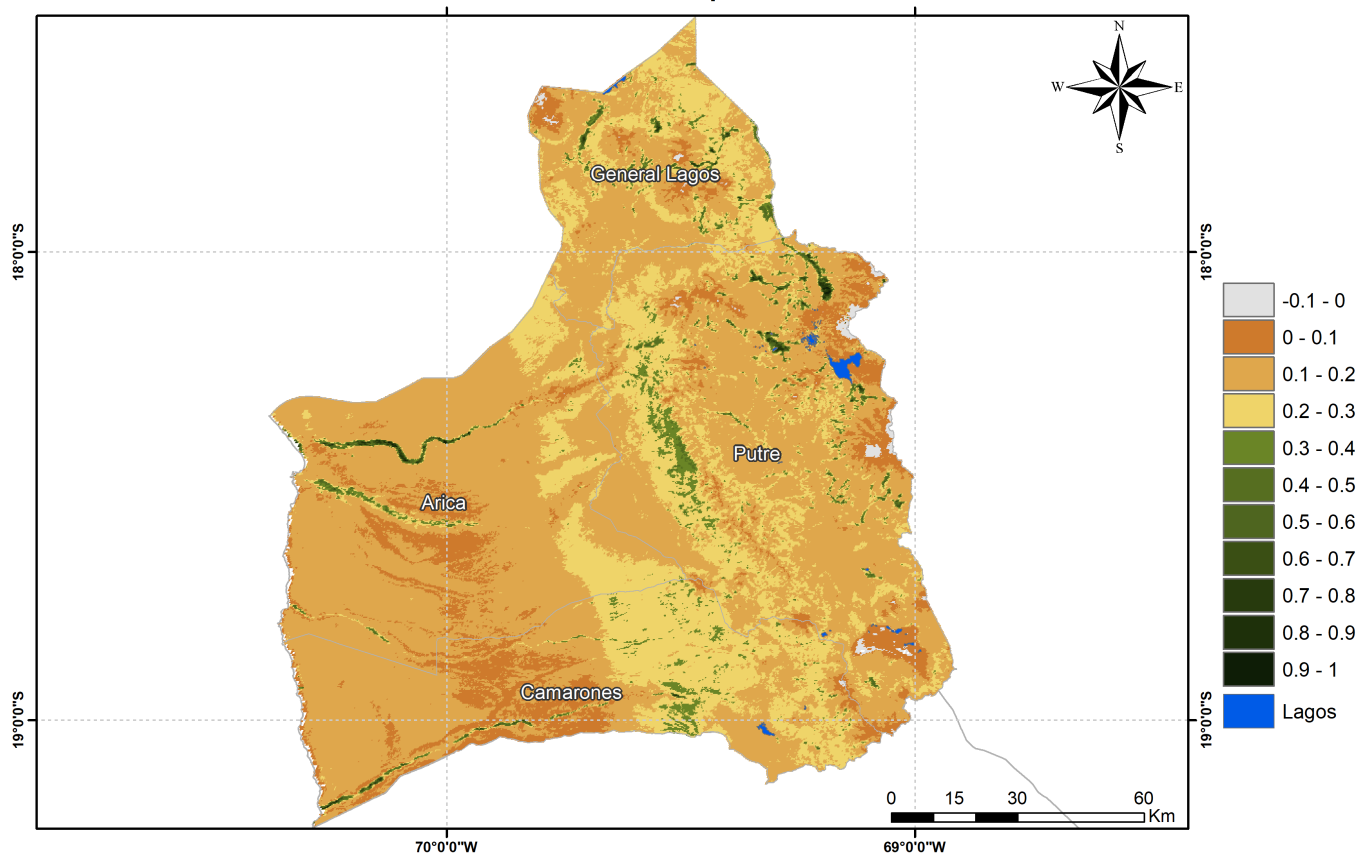 N
W E
S
General Lagos
18°0'0"S
18°0'0"S
-0.1 - 0
0 - 0.1
0.1 - 0.2
0.2 - 0.3
0.3 - 0.4
0.4 - 0.5
0.5 - 0.6
0.6 - 0.7
0.7 - 0.8
0.8 - 0.9
0.9 - 1
Lagos
Putre
Arica
Camarones
19°0'0"S
19°0'0"S
0 15 30 60
Km
70°0'0"W
69°0'0"W